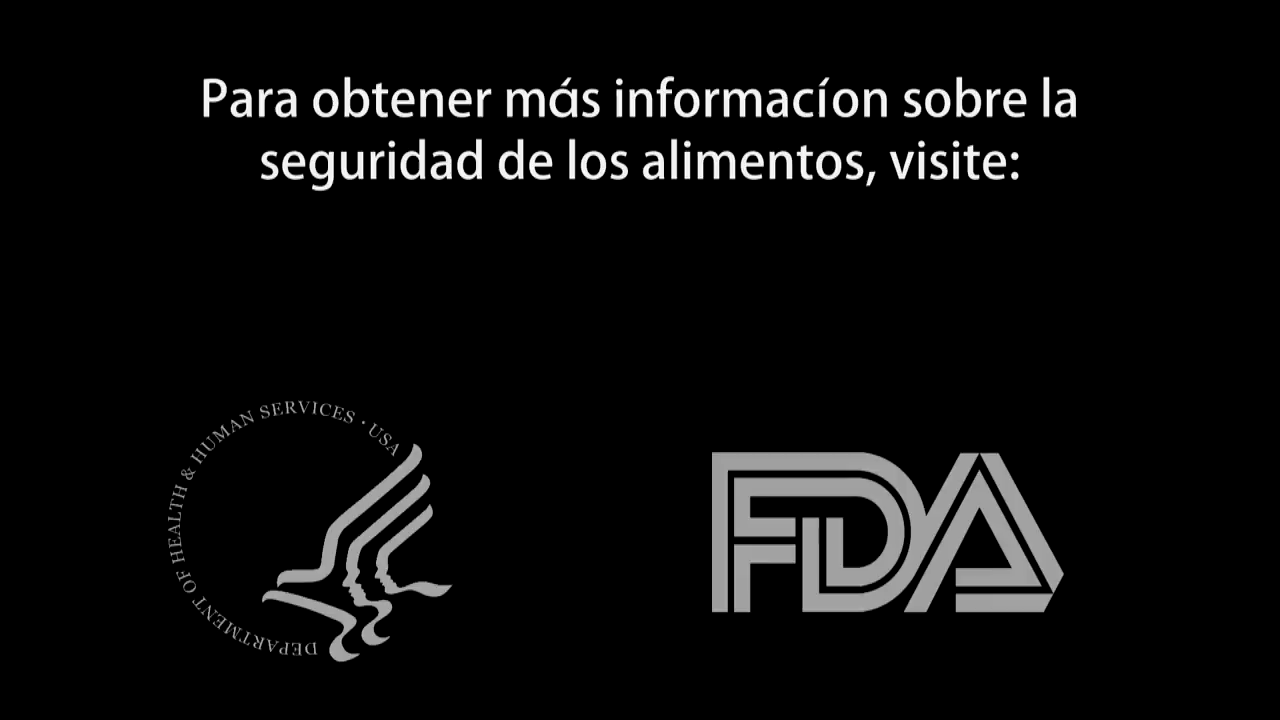 Para obtener más informacíon sobre la
seguridad de los alimentos, visite:
DEPARTMENT OF HEALTH & HUMAN SERVICES · USA
FDA